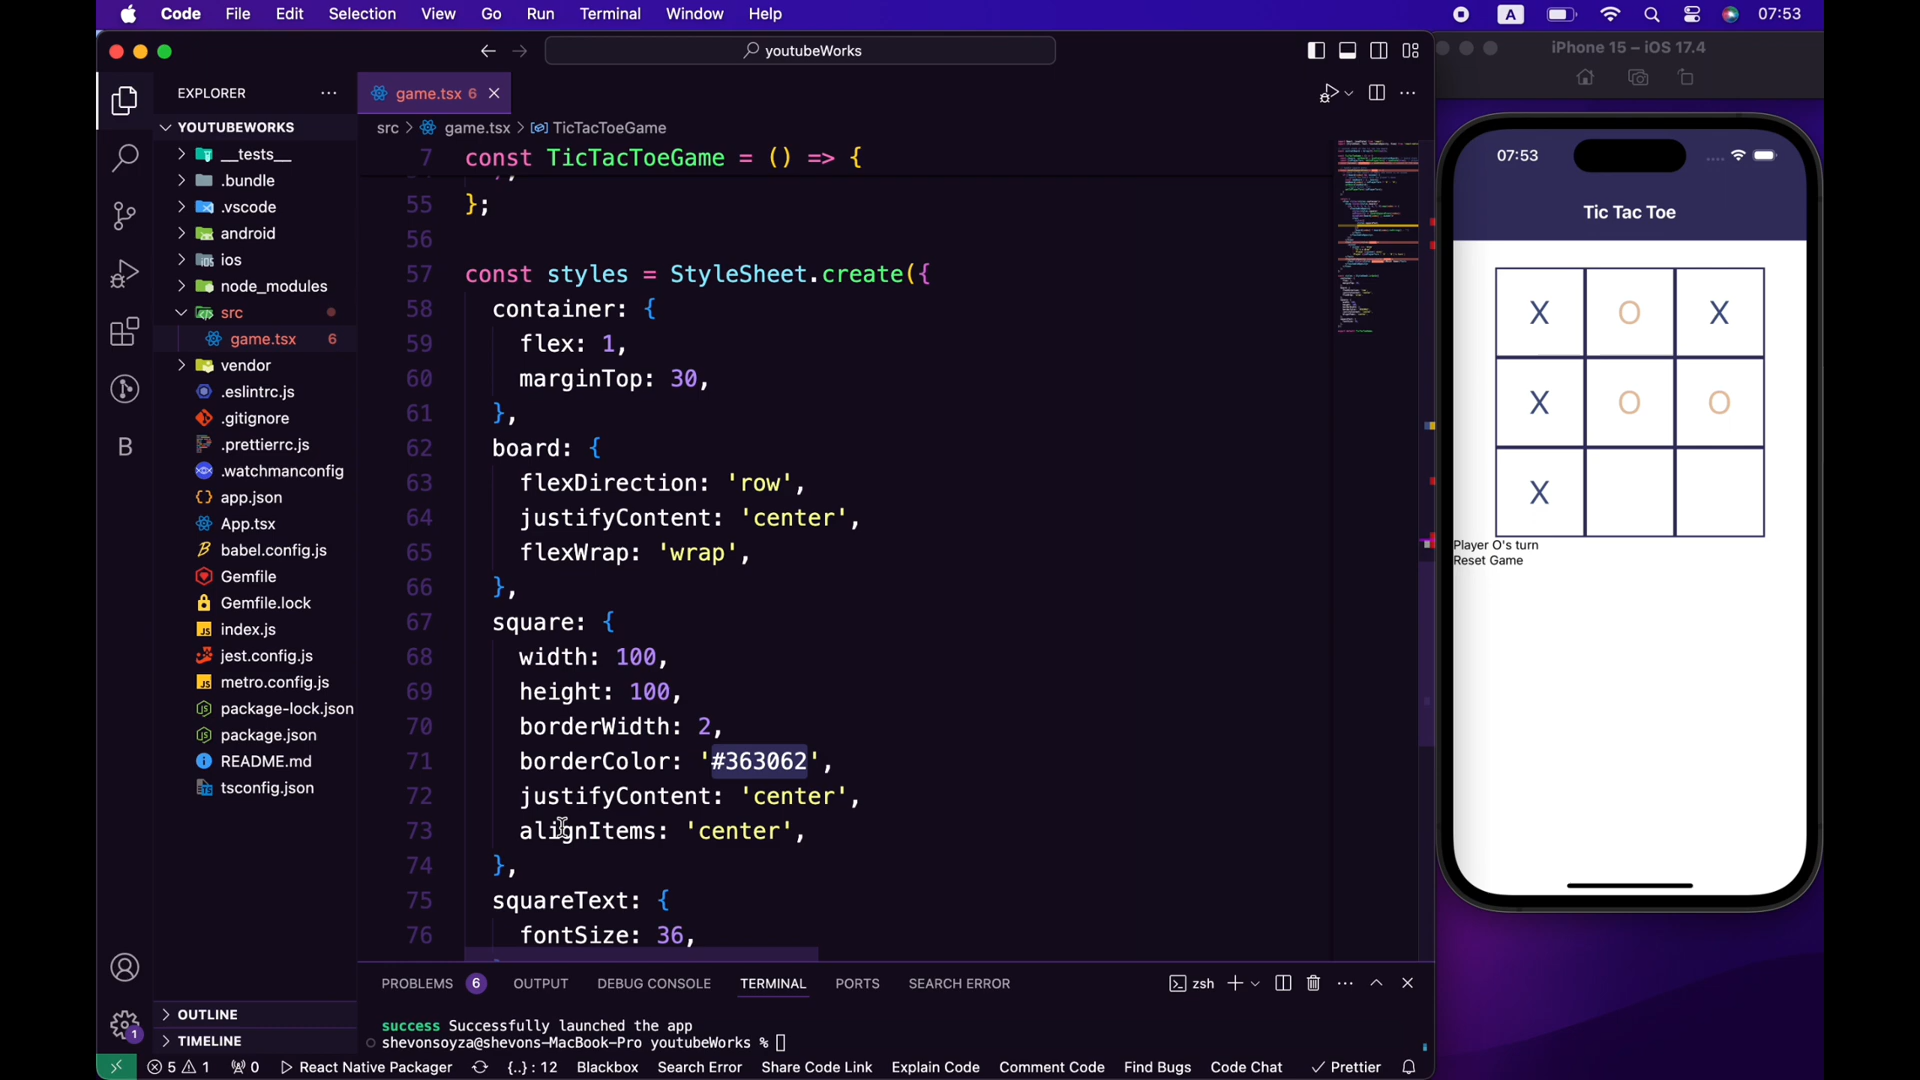 Code File Edit Selection View Go Run Terminal Window Help
A 07:53
youtubeWorks
iPhone 15 – iOS 17.4
EXPLORER
game.tsx 6
YOUTUBEWORKS
src > game.tsx > TicTacToeGame
__tests__
.bundle
.vscode
android
ios
node_modules
src
game.tsx 6
vendor
.eslintrc.js
.gitignore
.prettierrc.js
.watchmanconfig
app.json
App.tsx
babel.config.js
Gemfile
Gemfile.lock
index.js
jest.config.js
metro.config.js
package-lock.json
package.json
README.md
tsconfig.json
OUTLINE
TIMELINE
B
1
7 const TicTacToeGame = () => {
55 };
56
57 const styles = StyleSheet.create({
58 container: {
59 flex: 1,
60 marginTop: 30,
61 },
62 board: {
63 flexDirection: 'row',
64 justifyContent: 'center',
65 flexWrap: 'wrap',
66 },
67 square: {
68 width: 100,
69 height: 100,
70 borderWidth: 2,
71 borderColor: '#363062',
72 justifyContent: 'center',
73 alignItems: 'center',
74 },
75 squareText: {
76 fontSize: 36,
07:53
Tic Tac Toe
X O X
X O O
X
Player O's turn
Reset Game
PROBLEMS 6 OUTPUT DEBUG CONSOLE TERMINAL PORTS SEARCH ERROR
zsh
success Successfully launched the app
shevonsoyza@shevons-MacBook-Pro youtubeWorks %
5 1 0 React Native Packager {..} : 12 Blackbox Search Error Share Code Link Explain Code Comment Code Find Bugs Code Chat Prettier